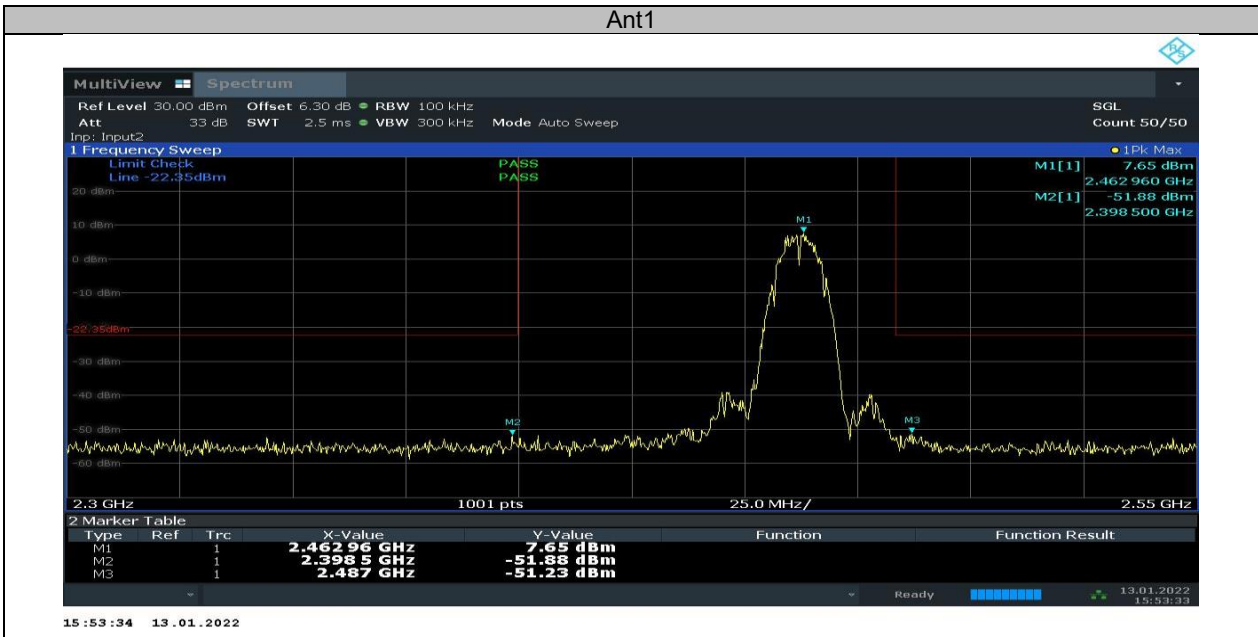 Ant1
R&S
MultiView Spectrum
Ref Level 30.00 dBm Offset 6.30 dB RBW 100 kHz SGL
Att 33 dB SWT 2.5 ms VBW 300 kHz Mode Auto Sweep Count 50/50
Inp: Input2
1 Frequency Sweep 1Pk Max
Limit Check PASS M1[1] 7.65 dBm
Line -22.35dBm PASS 2.462 960 GHz
20 dBm M2[1] -51.88 dBm
2.398 500 GHz
10 dBm M1
0 dBm
-10 dBm
-22.35dBm
-30 dBm
-40 dBm
M2 M3
-50 dBm
-60 dBm
2.3 GHz 1001 pts 25.0 MHz/ 2.55 GHz
2 Marker Table
Type Ref Trc X-Value Y-Value Function Function Result
M1 1 2.462 96 GHz 7.65 dBm
M2 1 2.398 5 GHz -51.88 dBm
M3 1 2.487 GHz -51.23 dBm
Ready 13.01.2022
15:53:33
15:53:34 13.01.2022